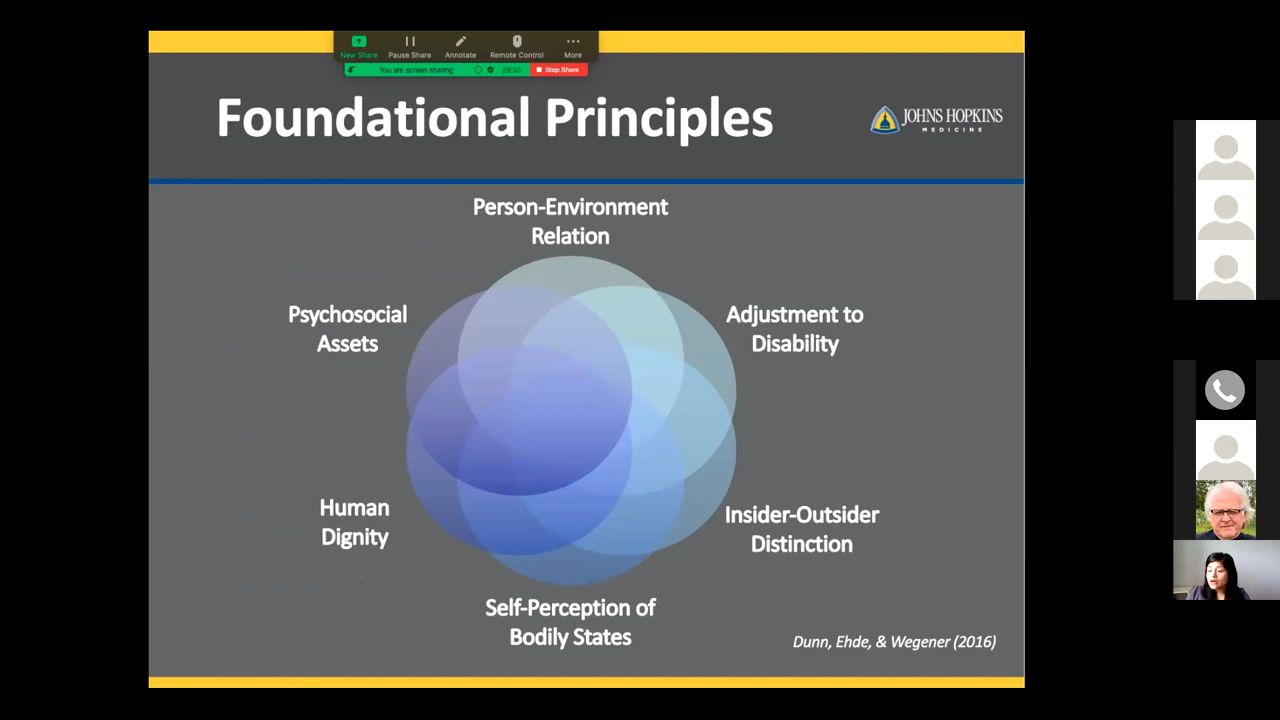 New Share
Pause Share
Annotate
Remote Control
More
You are screen sharing
29:53
Stop Share
Foundational Principles
JOHNS HOPKINS
MEDICINE
Person-Environment
Relation
Psychosocial
Assets
Adjustment to
Disability
Human
Dignity
Insider-Outsider
Distinction
Self-Perception of
Bodily States
Dunn, Ehde, & Wegener (2016)